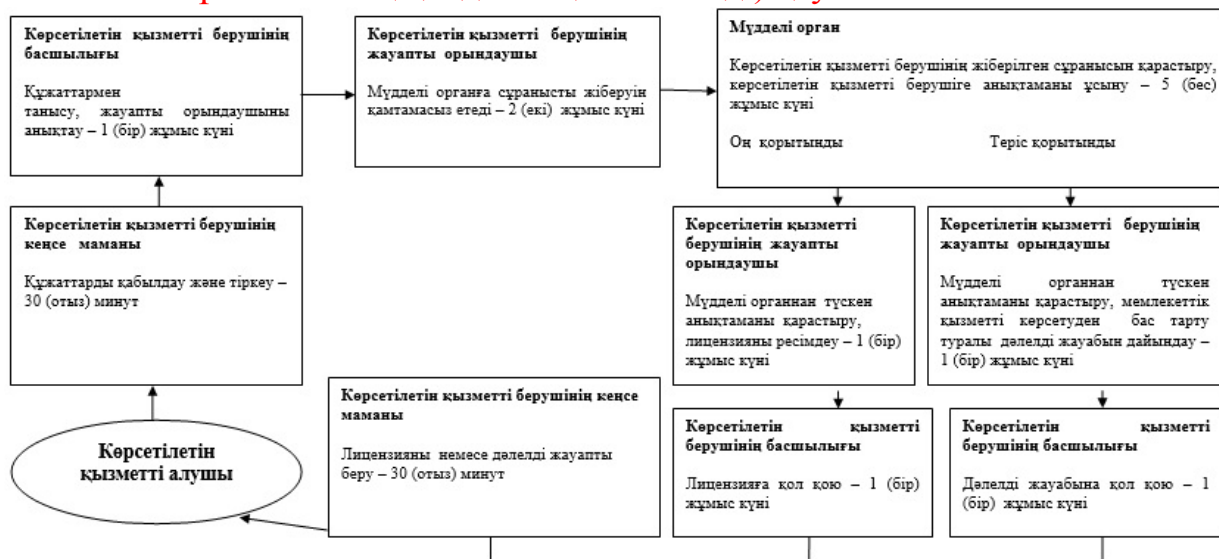 Көрсетілетін қызметті берушінің
басшылығы
Құжаттармен
танысу, жауапты орындаушыны
анықтау – 1 (бір) жұмыс күні
Көрсетілетін қызметті берушінің
жауапты орындаушы
Мүдделі органға сұранысты жіберуін
қамтамасыз етеді – 2 (екі) жұмыс күні
Мүдделі орган
Көрсетілетін қызметті берушінің жіберілген сұранысын қарастыру,
көрсетілетін қызметті берушіге анықтаманы ұсыну – 5 (бес)
жұмыс күні
Оң қорытынды Теріс қорытынды
Көрсетілетін қызметті берушінің
кеңсе маманы
Құжаттарды қабылдау және тіркеу –
30 (отыз) минут
Көрсетілетін қызметті
берушінің жауапты
орындаушы
Мүдделі органнан түскен
анықтаманы қарастыру,
лицензияны ресімдеу – 1 (бір)
жұмыс күні
Көрсетілетін қызметті берушінің
жауапты орындаушы
Мүдделі органнан түскен
анықтаманы қарастыру, мемлекеттік
қызметті көрсетуден бас тарту
туралы дәлелді жауабын дайындау –
1 (бір) жұмыс күні
Көрсетілетін
қызметті алушы
Көрсетілетін қызметті берушінің кеңсе
маманы
Лицензияны немесе дәлелді жауапты
беру – 30 (отыз) минут
Көрсетілетін қызметті
берушінің басшылығы
Лицензияға қол қою – 1 (бір)
жұмыс күні
Көрсетілетін қызметті
берушінің басшылығы
Дәлелді жауабына қол қою – 1
(бір) жұмыс күні